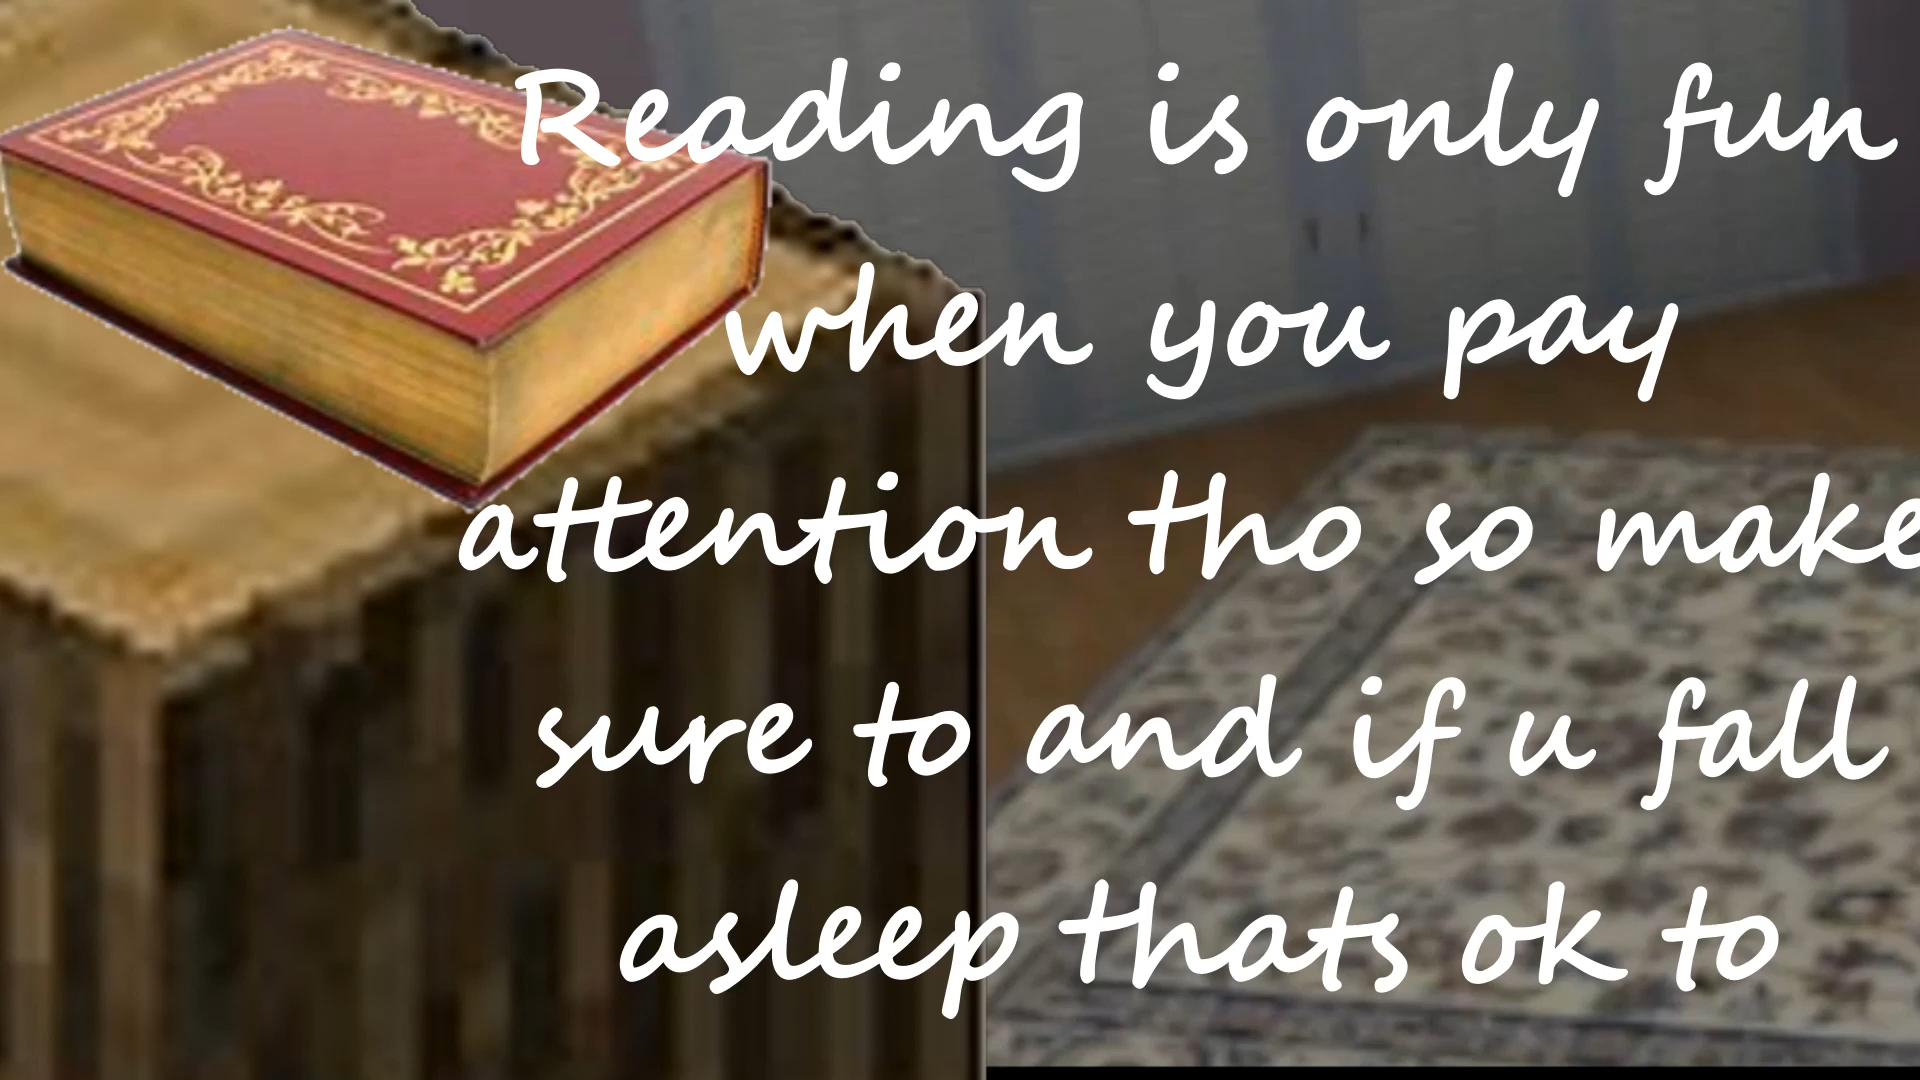 Reading is only fun
when you pay
attention tho so make
sure to and if u fall
asleep thats ok to